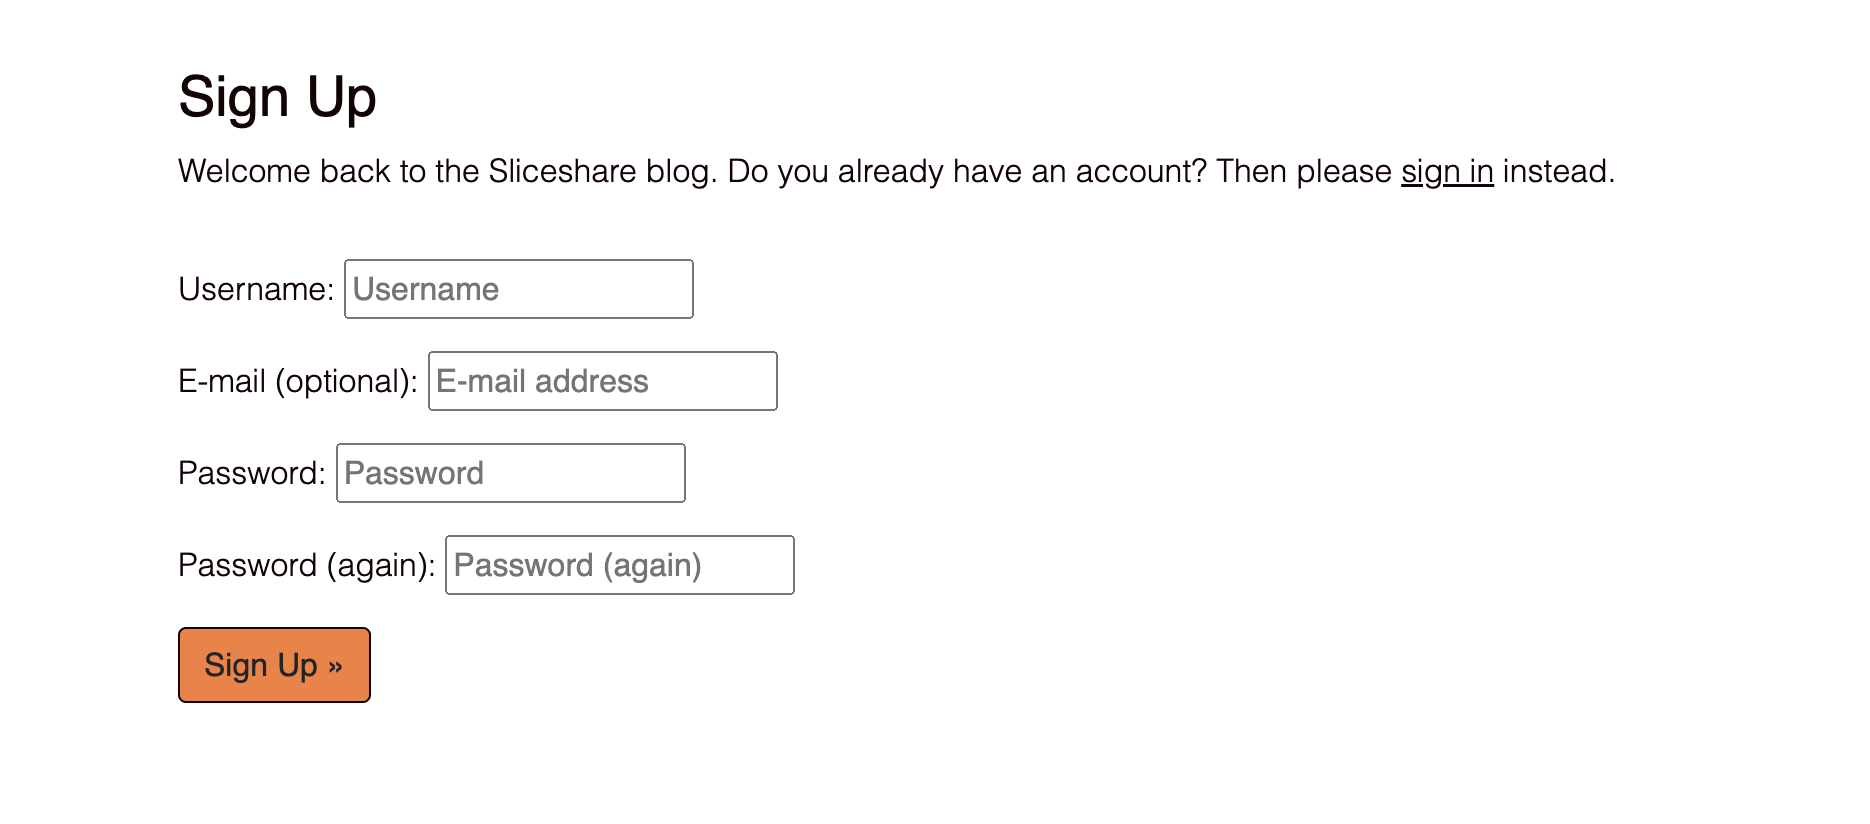 Sign Up
Welcome back to the Sliceshare blog. Do you already have an account? Then please sign in instead.
Username: Username
E-mail (optional): E-mail address
Password: Password
Password (again): Password (again)
Sign Up »